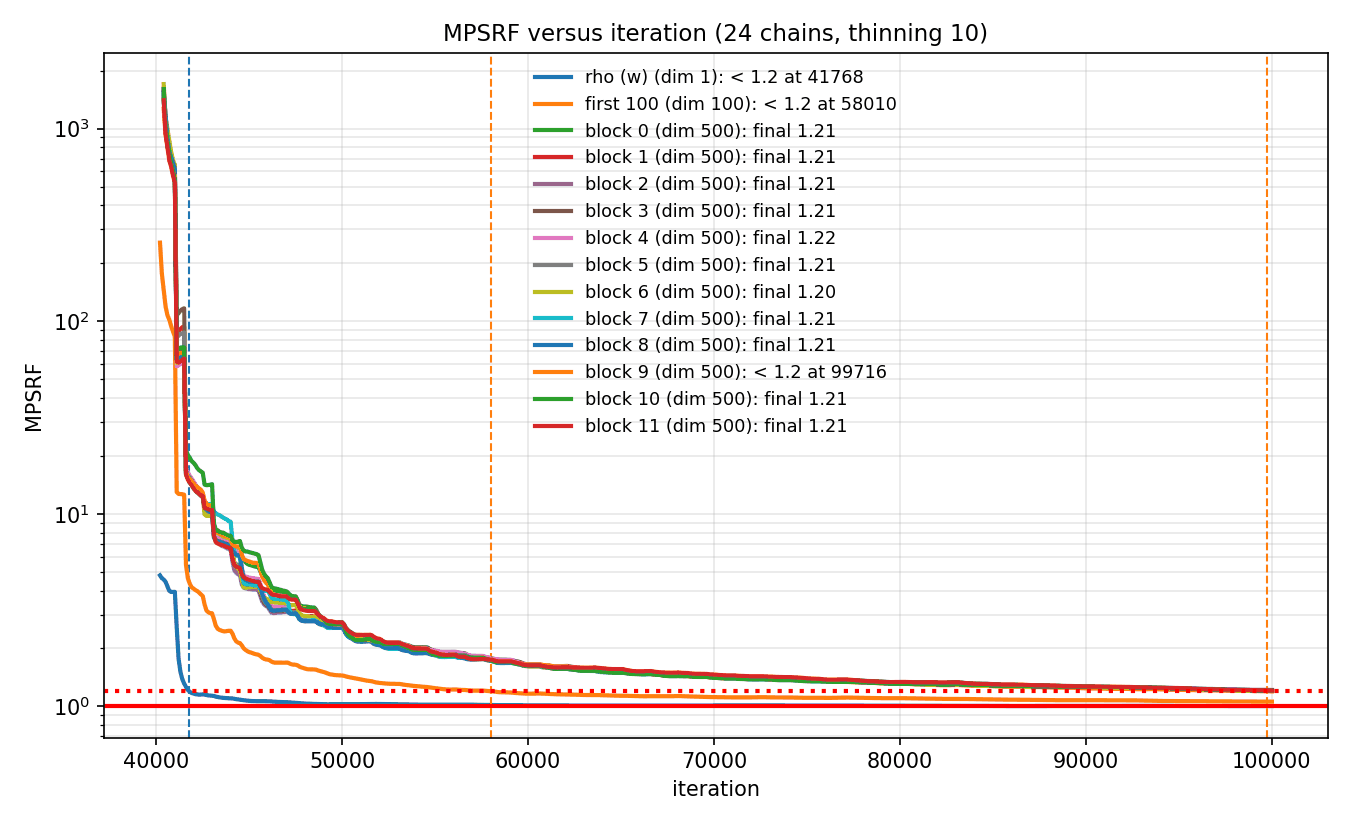 MPSRF versus iteration (24 chains, thinning 10)
rho (w) (dim 1): < 1.2 at 41768
first 100 (dim 100): < 1.2 at 58010
block 0 (dim 500): final 1.21
block 1 (dim 500): final 1.21
block 2 (dim 500): final 1.21
block 3 (dim 500): final 1.21
block 4 (dim 500): final 1.22
block 5 (dim 500): final 1.21
block 6 (dim 500): final 1.20
block 7 (dim 500): final 1.21
block 8 (dim 500): final 1.21
block 9 (dim 500): < 1.2 at 99716
block 10 (dim 500): final 1.21
block 11 (dim 500): final 1.21
MPSRF
10³
10²
10¹
10⁰
40000 50000 60000 70000 80000 90000 100000
iteration